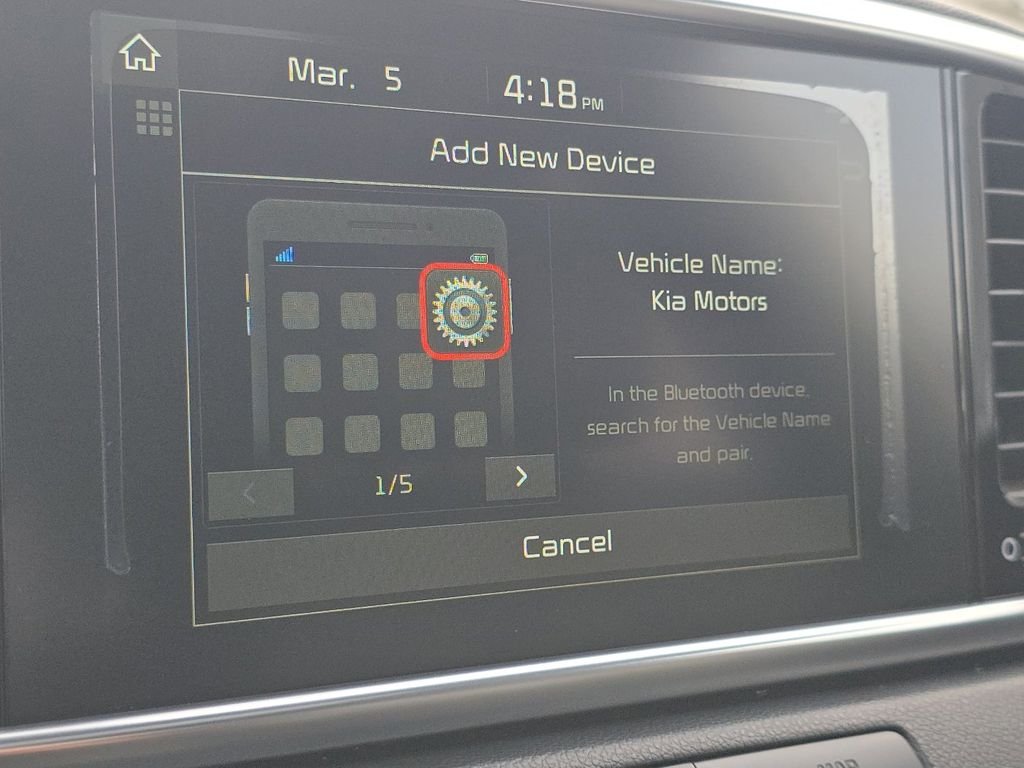 Mar. 5
4:18 PM
Add New Device
Vehicle Name:
Kia Motors
In the Bluetooth device,
search for the Vehicle Name
and pair.
1/5
Cancel